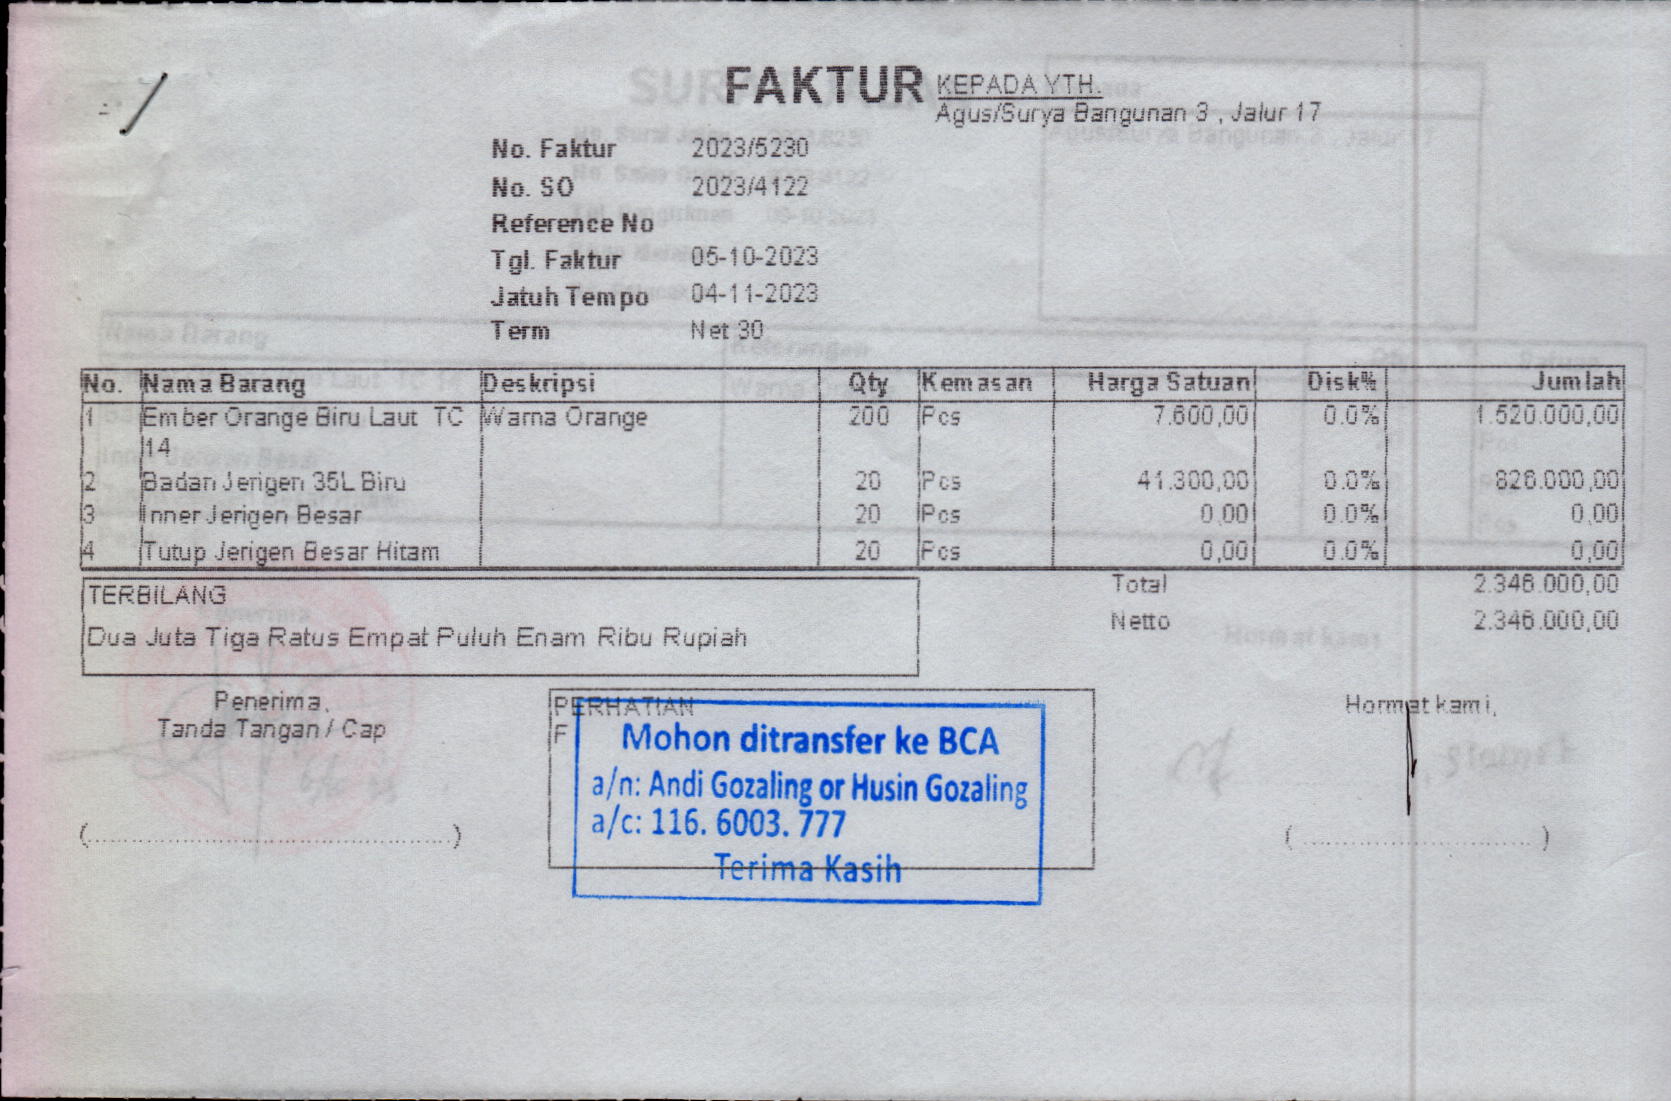 FAKTUR
KEPADA YTH.
Agus/Surya Bangunan 3 , Jalur 17
No. Faktur 2023/5230
No. SO 2023/4122
Reference No
Tgl. Faktur 05-10-2023
Jatuh Tempo 04-11-2023
Term Net 30
No. Nama Barang Deskripsi Qty Kemasan Harga Satuan Disk% Jumlah
1 Ember Orange Biru Laut TC Warna Orange 200 Pcs 7.600,00 0.0% 1.520.000,00
14
2 Badan Jerigen 35L Biru 20 Pcs 41.300,00 0.0% 826.000,00
3 Inner Jerigen Besar 20 Pcs 0,00 0.0% 0,00
4 Tutup Jerigen Besar Hitam 20 Pcs 0,00 0.0% 0,00
TERBILANG
Dua Juta Tiga Ratus Empat Puluh Enam Ribu Rupiah
Total 2.346.000,00
Netto 2.346.000,00
Penerima,
Tanda Tangan / Cap
PERHATIAN
F
Mohon ditransfer ke BCA
a/n: Andi Gozaling or Husin Gozaling
a/c: 116. 6003. 777
Terima Kasih
Hormat kami,
(..............................................)
(..............................)